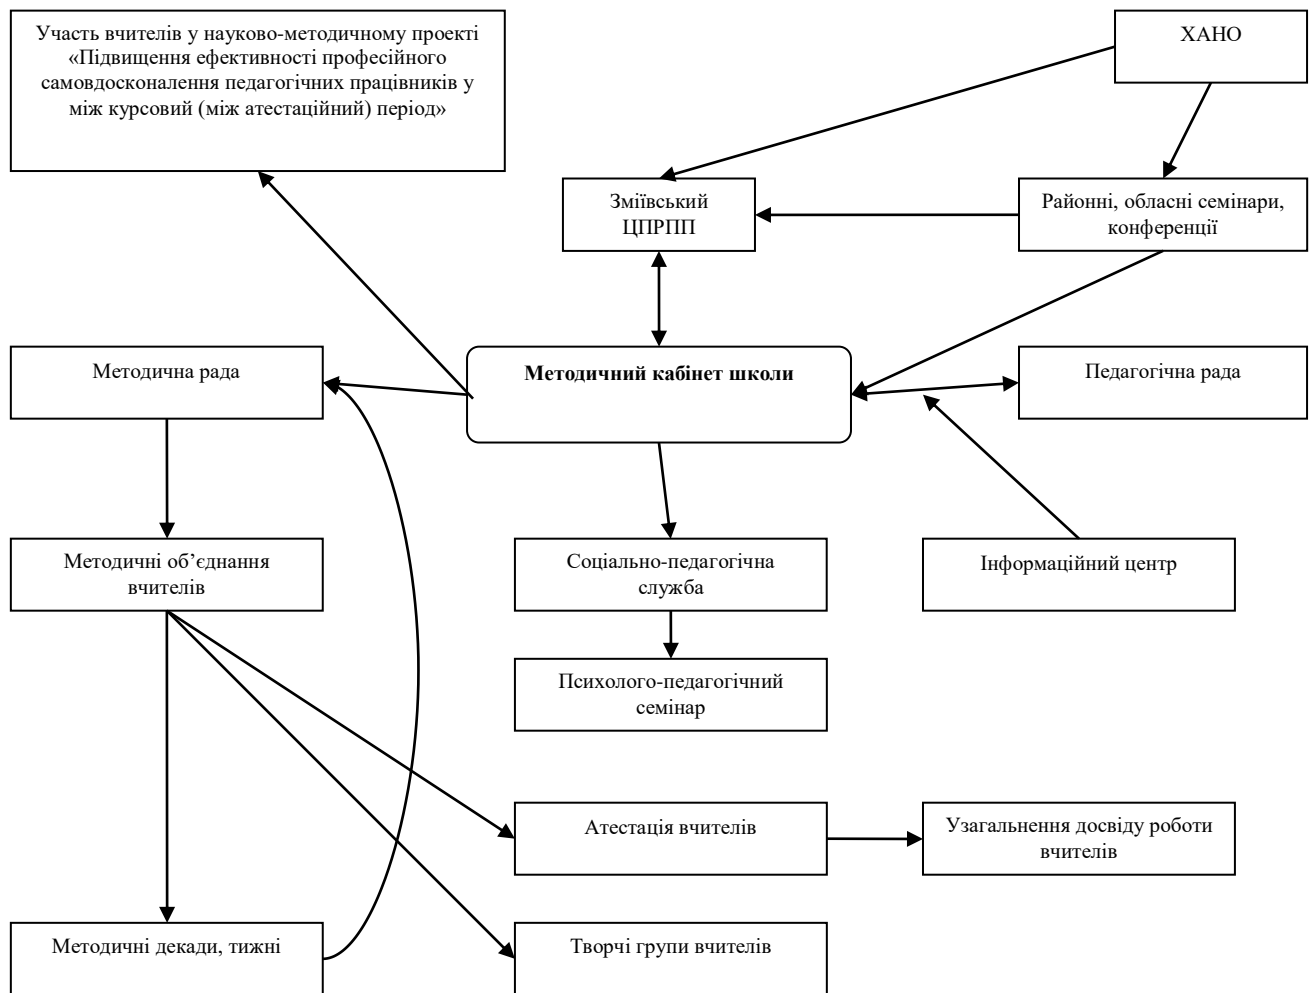 Участь вчителів у науково-методичному проекті
«Підвищення ефективності професійного
самовдосконалення педагогічних працівників у
між курсовий (між атестаційний) період»
ХАНО
Зміївський
ЦПРПП
Районні, обласні семінари,
конференції
Методична рада
Методичний кабінет школи
Педагогічна рада
Методичні об’єднання
вчителів
Соціально-педагогічна
служба
Інформаційний центр
Психолого-педагогічний
семінар
Атестація вчителів
Узагальнення досвіду роботи
вчителів
Методичні декади, тижні
Творчі групи вчителів